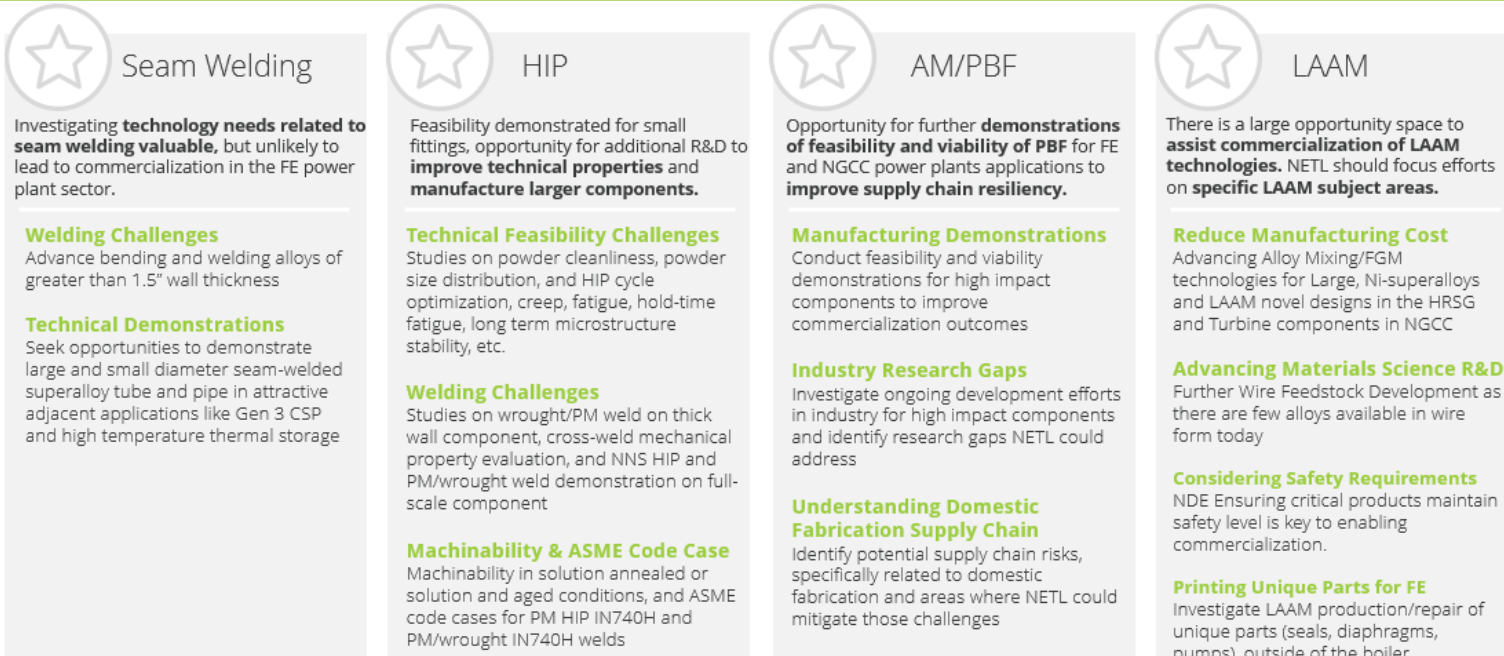 Seam Welding
Investigating technology needs related to
seam welding valuable, but unlikely to
lead to commercialization in the FE power
plant sector.
Welding Challenges
Advance bending and welding alloys of
greater than 1.5” wall thickness
Technical Demonstrations
Seek opportunities to demonstrate
large and small diameter seam-welded
superalloy tube and pipe in attractive
adjacent applications like Gen 3 CSP
and high temperature thermal storage
HIP
Feasibility demonstrated for small
fittings, opportunity for additional R&D to
improve technical properties and
manufacture larger components.
Technical Feasibility Challenges
Studies on powder cleanliness, powder
size distribution, and HIP cycle
optimization, creep, fatigue, hold-time
fatigue, long term microstructure
stability, etc.
Welding Challenges
Studies on wrought/PM weld on thick
wall component, cross-weld mechanical
property evaluation, and NNS HIP and
PM/wrought weld demonstration on full-
scale component
Machinability & ASME Code Case
Machinability in solution annealed or
solution and aged conditions, and ASME
code cases for PM HIP IN740H and
PM/wrought IN740H welds
AM/PBF
Opportunity for further demonstrations
of feasibility and viability of PBF for FE
and NGCC power plants applications to
improve supply chain resiliency.
Manufacturing Demonstrations
Conduct feasibility and viability
demonstrations for high impact
components to improve
commercialization outcomes
Industry Research Gaps
Investigate ongoing development efforts
in industry for high impact components
and identify research gaps NETL could
address
Understanding Domestic
Fabrication Supply Chain
Identify potential supply chain risks,
specifically related to domestic
fabrication and areas where NETL could
mitigate those challenges
LAAM
There is a large opportunity space to
assist commercialization of LAAM
technologies. NETL should focus efforts
on specific LAAM subject areas.
Reduce Manufacturing Cost
Advancing Alloy Mixing/FGM
technologies for Large, Ni-superalloys
and LAAM novel designs in the HRSG
and Turbine components in NGCC
Advancing Materials Science R&D
Further Wire Feedstock Development as
there are few alloys available in wire
form today
Considering Safety Requirements
NDE Ensuring critical products maintain
safety level is key to enabling
commercialization.
Printing Unique Parts for FE
Investigate LAAM production/repair of
unique parts (seals, diaphragms,
pumps), outside of the boiler